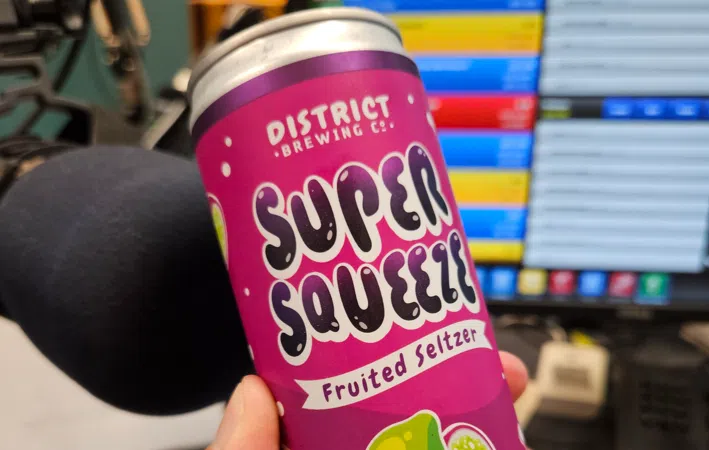 DISTRICT
BREWING Co.
SUPER
SQUEEZE
Fruited Seltzer